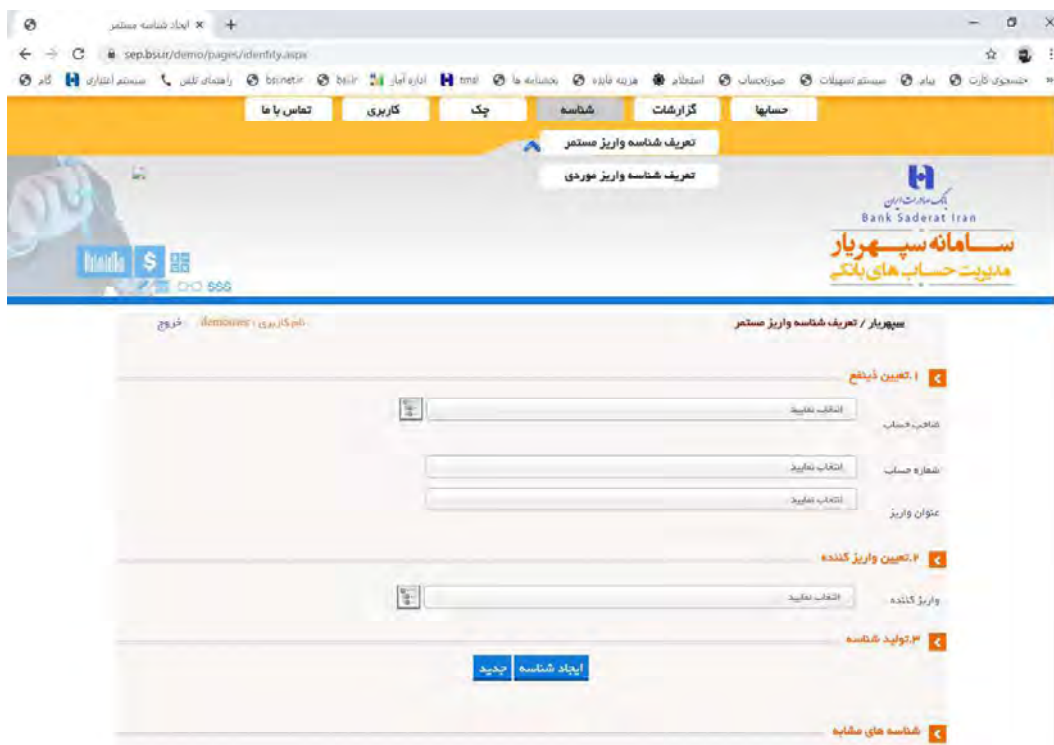 ایجاد شناسه مستمر
sep.bsi.ir/demo/pages/identity.aspx
جستجوی کارت پیام سیستم تسهیلات صورتحساب استعلام هزینه فایده بخشنامه ها tmsl اداره آمار bsi.ir bsi.net.ir راهنمای تلفن سیستم اعتباری گام
حسابها گزارشات شناسه چک کاربری تماس با ما
تعریف شناسه واریز مستمر
تعریف شناسه واریز موردی
بانک صادرات ایران
Bank Saderat Iran
سامانه سپهریار
مدیریت حساب های بانکی
سپهریار / تعریف شناسه واریز مستمر
نام کاربری : demouser خروج
۱.تعیین ذینفع
صاحب حساب انتخاب نمایید
شماره حساب انتخاب نمایید
عنوان واریز انتخاب نمایید
۲.تعیین واریز کننده
واریز کننده انتخاب نمایید
۳.تولید شناسه
ایجاد شناسه جدید
شناسه های مشابه